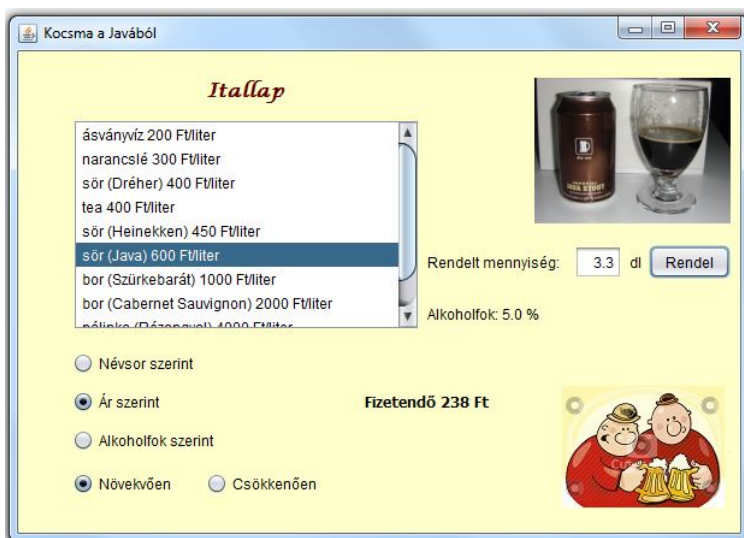 Kocsma a Javából
Itallap
ásványvíz 200 Ft/liter
narancslé 300 Ft/liter
sör (Dréher) 400 Ft/liter
tea 400 Ft/liter
sör (Heinekken) 450 Ft/liter
sör (Java) 600 Ft/liter
bor (Szürkebarát) 1000 Ft/liter
bor (Cabernet Sauvignon) 2000 Ft/liter
JAVA STOUT
Rendelt mennyiség: 3.3 dl Rendel
Alkoholfok: 5.0 %
Névsor szerint
Ár szerint
Fizetendő 238 Ft
Alkoholfok szerint
Növekvően Csökkenően